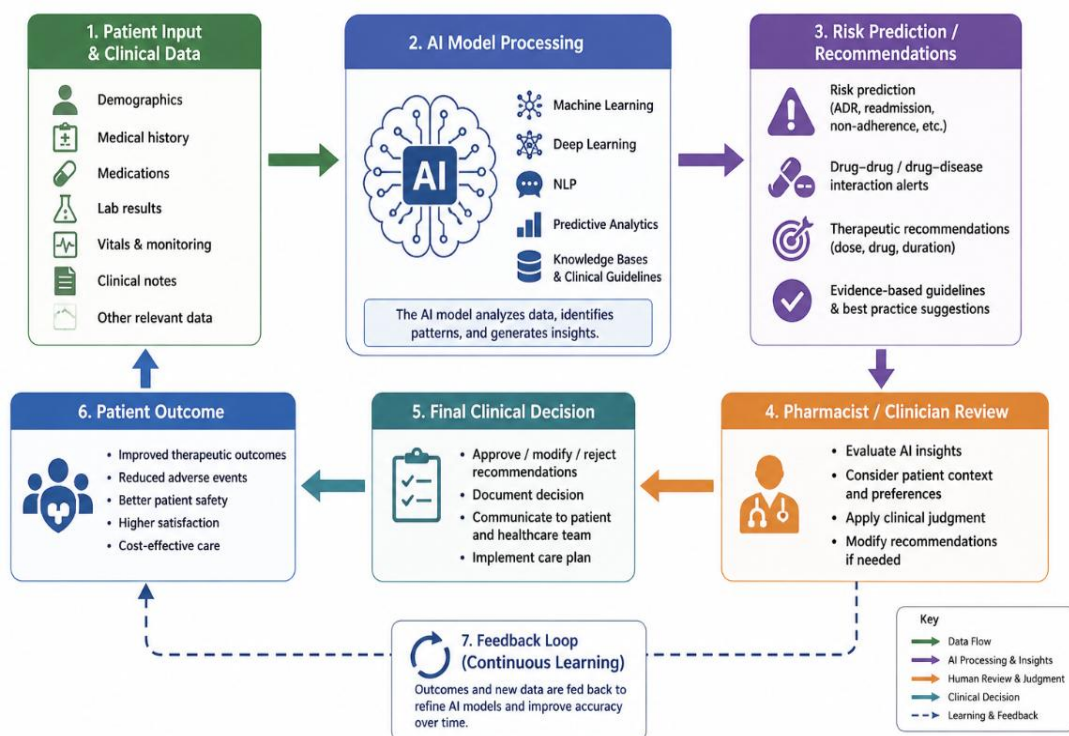 1. Patient Input
& Clinical Data
Demographics
Medical history
Medications
Lab results
Vitals & monitoring
Clinical notes
Other relevant data
2. AI Model Processing
AI
Machine Learning
Deep Learning
NLP
Predictive Analytics
Knowledge Bases
& Clinical Guidelines
The AI model analyzes data, identifies
patterns, and generates insights.
3. Risk Prediction /
Recommendations
Risk prediction
(ADR, readmission,
non-adherence, etc.)
Drug–drug / drug–disease
interaction alerts
Therapeutic recommendations
(dose, drug, duration)
Evidence-based guidelines
& best practice suggestions
4. Pharmacist / Clinician Review
• Evaluate AI insights
• Consider patient context
and preferences
• Apply clinical judgment
• Modify recommendations
if needed
5. Final Clinical Decision
• Approve / modify / reject
recommendations
• Document decision
• Communicate to patient
and healthcare team
• Implement care plan
6. Patient Outcome
• Improved therapeutic outcomes
• Reduced adverse events
• Better patient safety
• Higher satisfaction
• Cost-effective care
7. Feedback Loop
(Continuous Learning)
Outcomes and new data are fed back to
refine AI models and improve accuracy
over time.
Key
Data Flow
AI Processing & Insights
Human Review & Judgment
Clinical Decision
Learning & Feedback